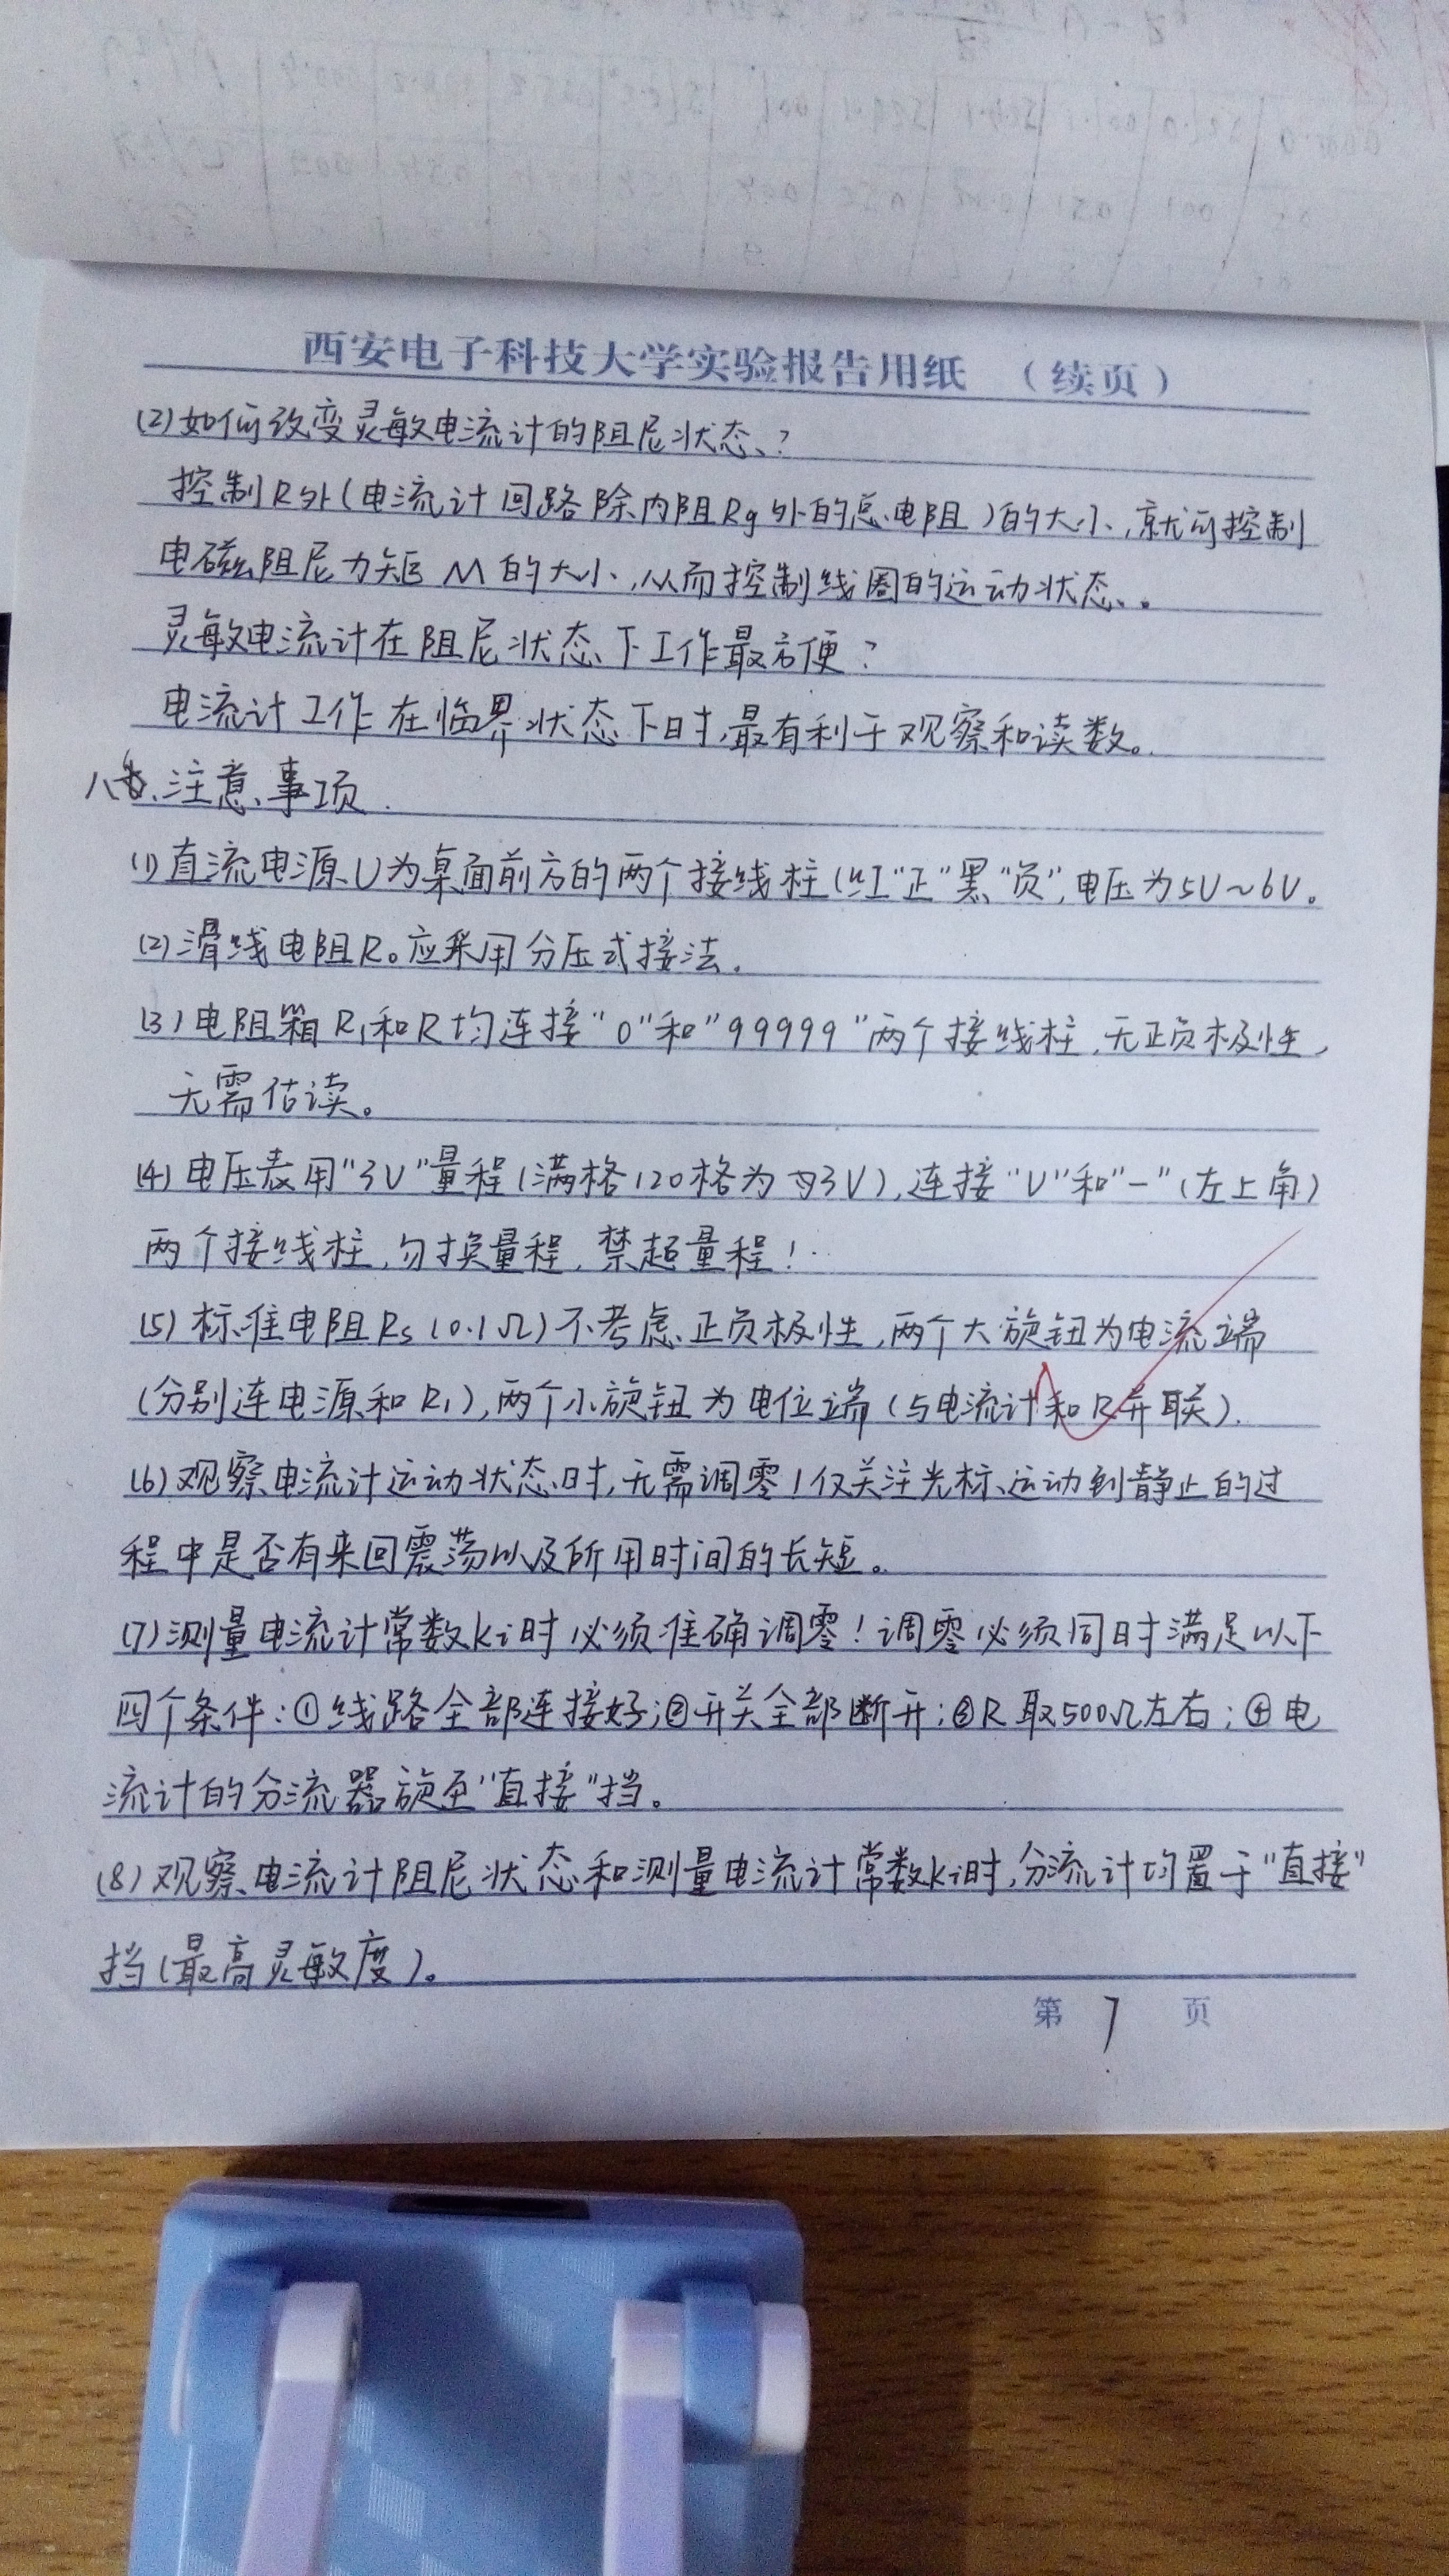 西安电子科技大学实验报告用纸 （续页）
(2)如何改变灵敏电流计的阻尼状态？
控制R外(电流计回路除内阻Rg外的总电阻)的大小,就可控制
电磁阻尼力矩M的大小,从而控制线圈的运动状态。
灵敏电流计在阻尼状态下工作最方便？
电流计工作在临界状态下时,最有利于观察和读数。
八、注意事项.
(1)直流电源U为桌面前方的两个接线柱(红"正"黑"负",电压为5V~6V。
(2)滑线电阻R0应采用分压式接法.
(3)电阻箱R1和R均连接"0"和"99999"两个接线柱,无正负极性,
无需估读。
(4)电压表用"3V"量程(满格120格为3V),连接"V"和"-"(左上角)
两个接线柱,勿换量程,禁超量程!
(5)标准电阻Rs(0.1Ω)不考虑正负极性,两个大旋钮为电流端
(分别连电源和R1),两个小旋钮为电位端(与电流计和R并联).
(6)观察电流计运动状态时,无需调零!仅关注光标运动到静止的过
程中是否有来回震荡以及所用时间的长短。
(7)测量电流计常数ki时必须准确调零!调零必须同时满足以下
四个条件:①线路全部连接好;②开关全部断开;③R取500Ω左右;④电
流计的分流器旋至"直接"挡。
(8)观察电流计阻尼状态和测量电流计常数ki时,分流计均置于"直接"
挡(最高灵敏度)。
第 7 页